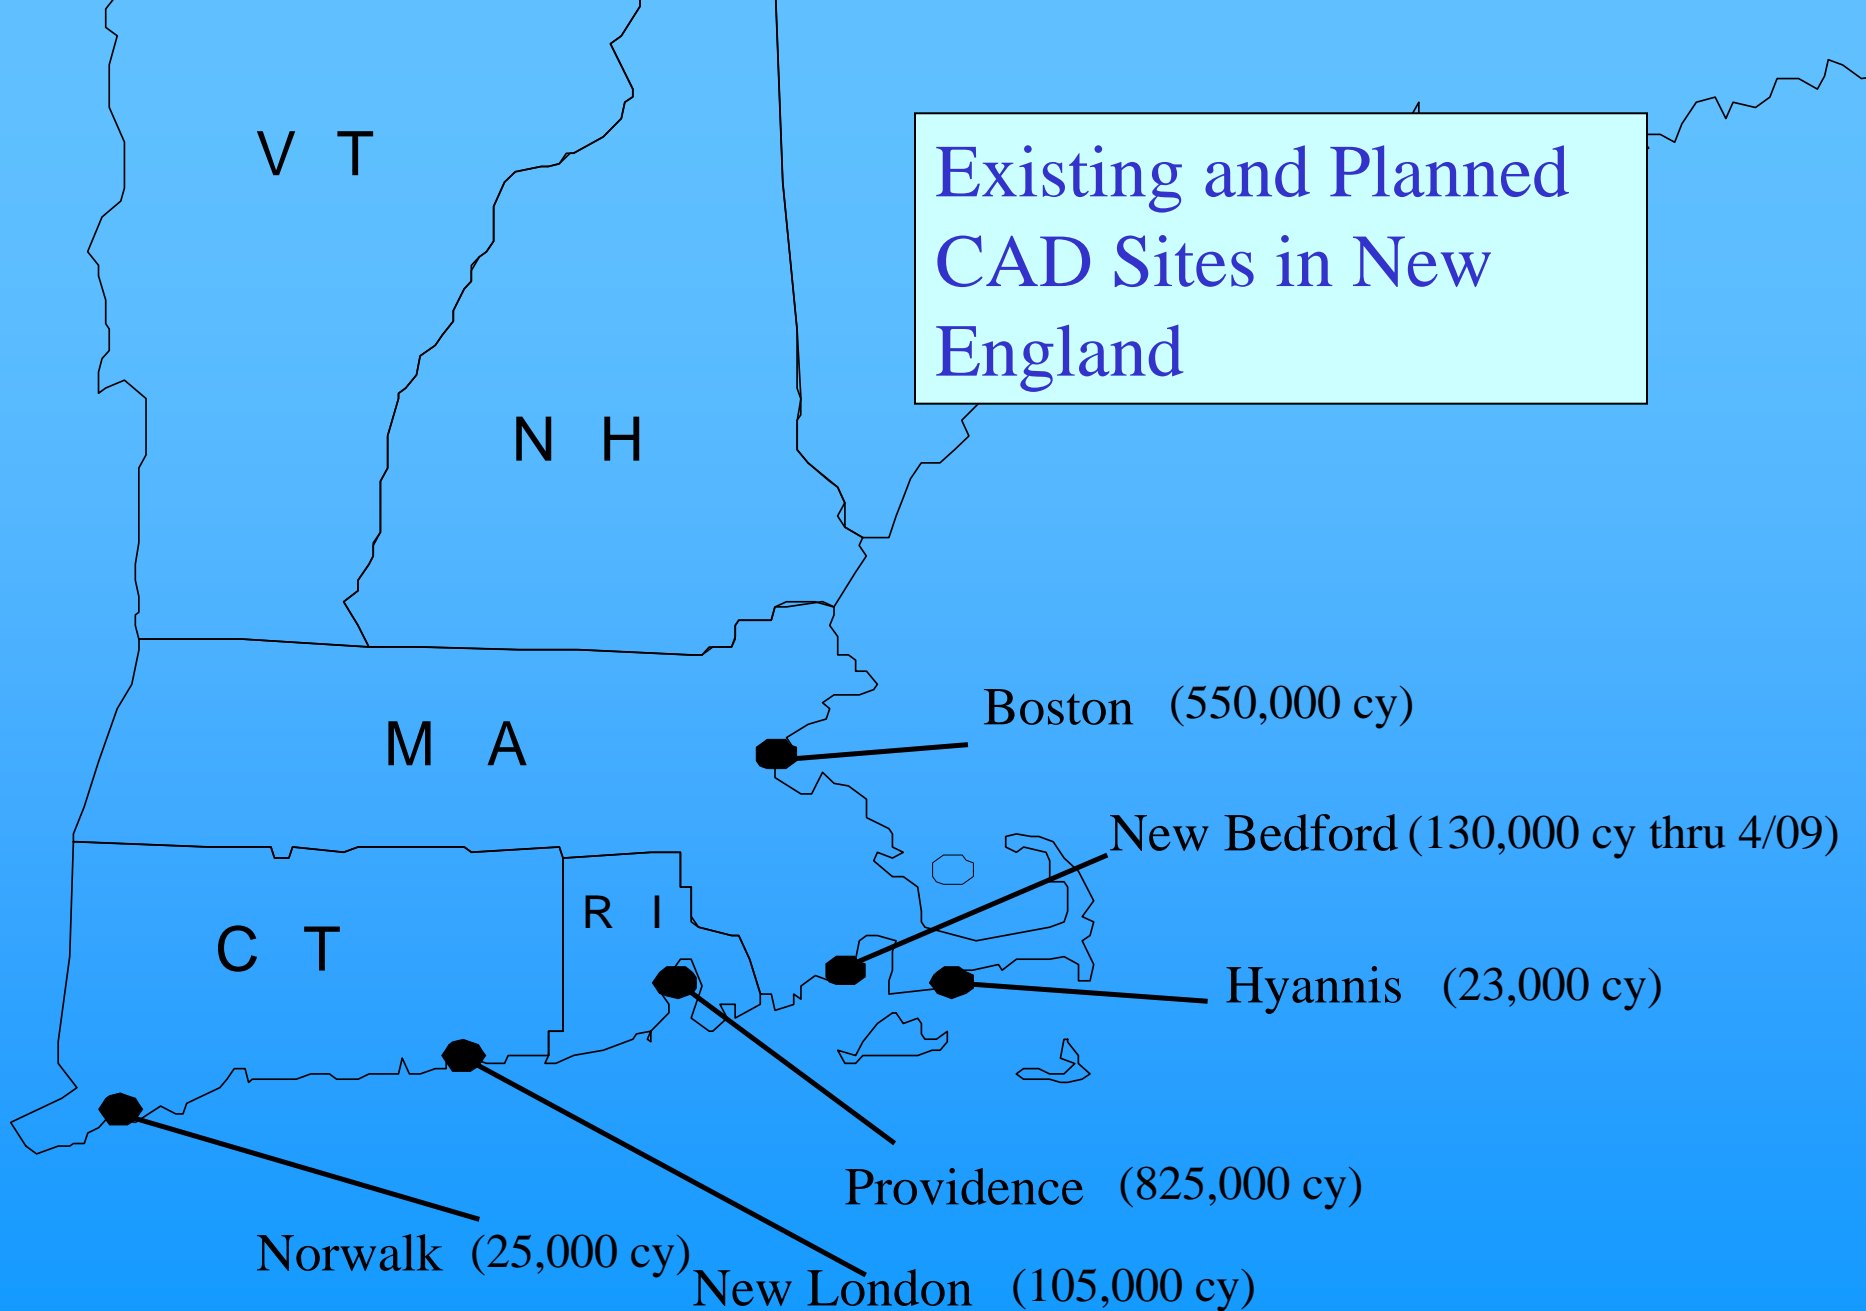 V T
Existing and Planned
CAD Sites in New
England
N H
Boston (550,000 cy)
M A
New Bedford (130,000 cy thru 4/09)
R I
C T
Hyannis (23,000 cy)
Providence (825,000 cy)
Norwalk (25,000 cy)
New London (105,000 cy)